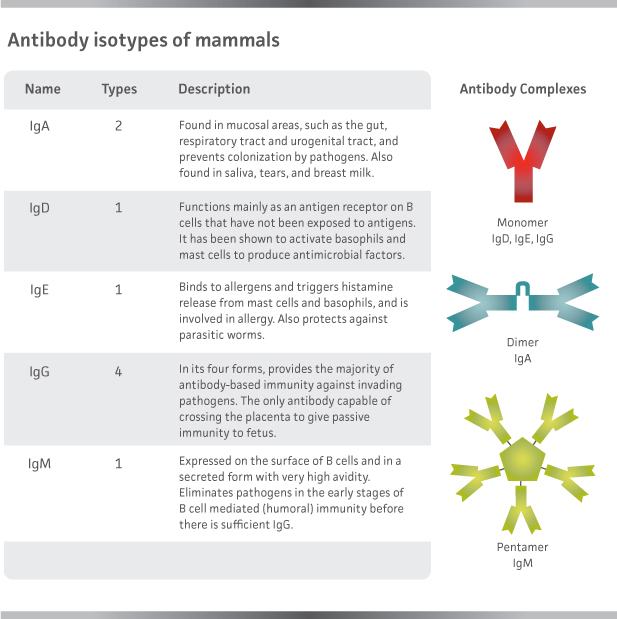 Antibody isotypes of mammals
Name Types Description
IgA 2 Found in mucosal areas, such as the gut,
respiratory tract and urogenital tract, and
prevents colonization by pathogens. Also
found in saliva, tears, and breast milk.
IgD 1 Functions mainly as an antigen receptor on B
cells that have not been exposed to antigens.
It has been shown to activate basophils and
mast cells to produce antimicrobial factors.
IgE 1 Binds to allergens and triggers histamine
release from mast cells and basophils, and is
involved in allergy. Also protects against
parasitic worms.
IgG 4 In its four forms, provides the majority of
antibody-based immunity against invading
pathogens. The only antibody capable of
crossing the placenta to give passive
immunity to fetus.
IgM 1 Expressed on the surface of B cells and in a
secreted form with very high avidity.
Eliminates pathogens in the early stages of
B cell mediated (humoral) immunity before
there is sufficient IgG.
Antibody Complexes
Monomer
IgD, IgE, IgG
Dimer
IgA
Pentamer
IgM